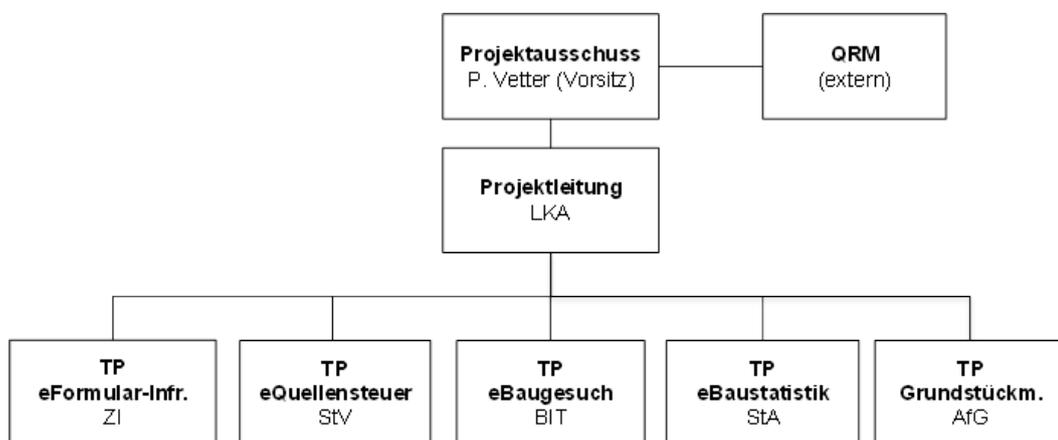 Projektausschuss
P. Vetter (Vorsitz)
QRM
(extern)
Projektleitung
LKA
TP
eFormular-Infr.
ZI
TP
eQuellensteuer
StV
TP
eBaugesuch
BIT
TP
eBaustatistik
StA
TP
Grundstückm.
AfG